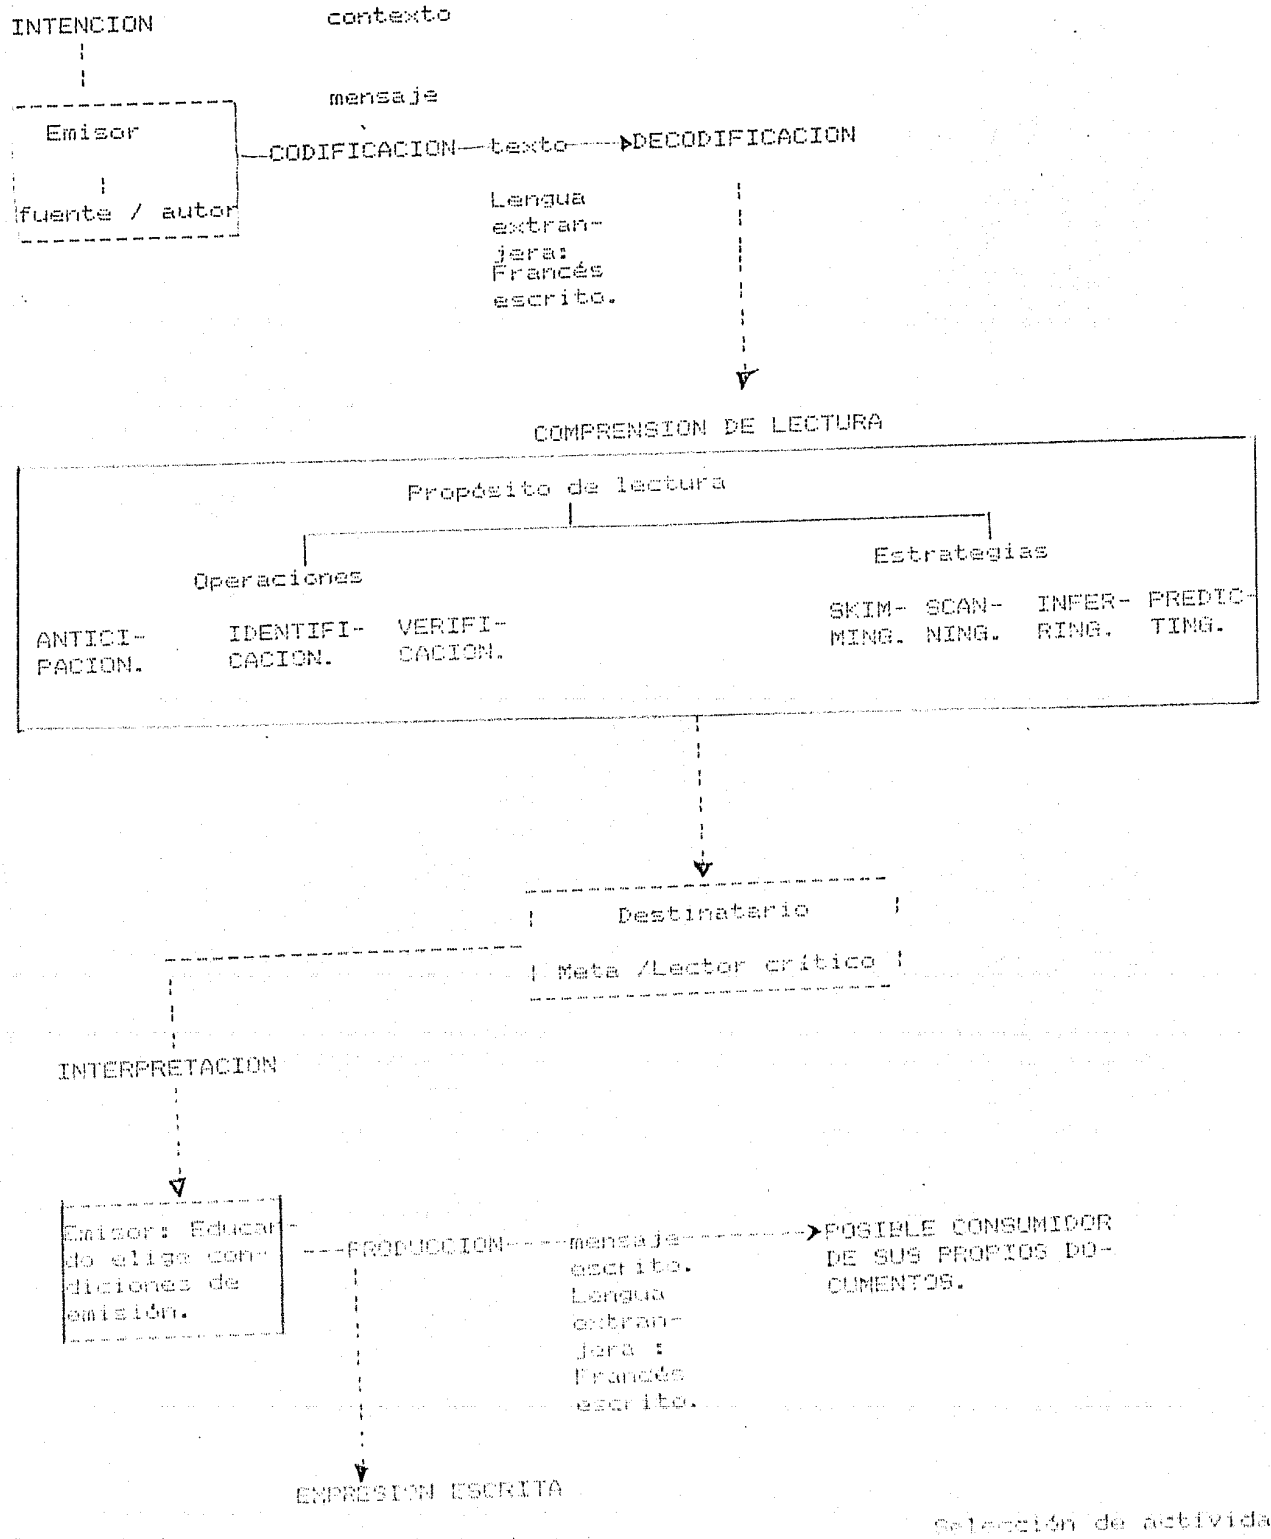 INTENCION
contexto
mensaje
Emisor
CODIFICACION texto DECODIFICACION
fuente / autor
Lengua
extran-
jera:
Francés
escrito.
COMPRENSION DE LECTURA
Propósito de lectura
Operaciones
Estrategias
ANTICI-
PACION.
IDENTIFI-
CACION.
VERIFI-
CACION.
SKIM-
MING.
SCAN-
NING.
INFER-
RING.
PREDIC-
TING.
Destinatario
Meta /Lector crítico
INTERPRETACION
Emisor: Educan-
do elige con-
diciones de
emisión.
PRODUCCION
mensaje
escrito.
Lengua
extran-
jera :
Francés
escrito.
POSIBLE CONSUMIDOR
DE SUS PROPIOS DO-
CUMENTOS.
EXPRESION ESCRITA
Selección de activida